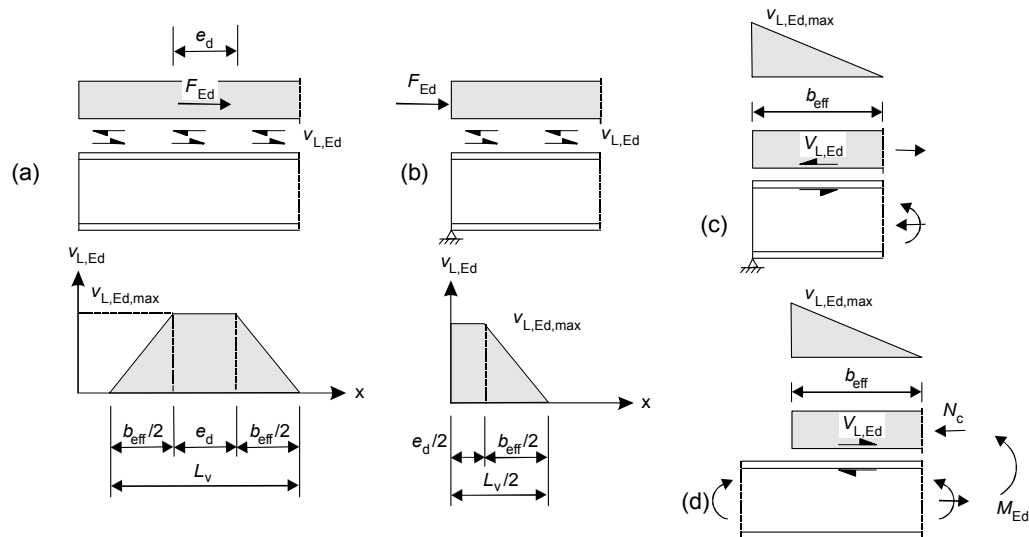 e_d
F_Ed
v_L,Ed
(a)
v_L,Ed
v_L,Ed,max
x
b_eff/2
e_d
b_eff/2
L_v
F_Ed
v_L,Ed
(b)
v_L,Ed
v_L,Ed,max
x
e_d/2
b_eff/2
L_v/2
v_L,Ed,max
b_eff
V_L,Ed
(c)
v_L,Ed,max
b_eff
N_c
V_L,Ed
(d)
M_Ed